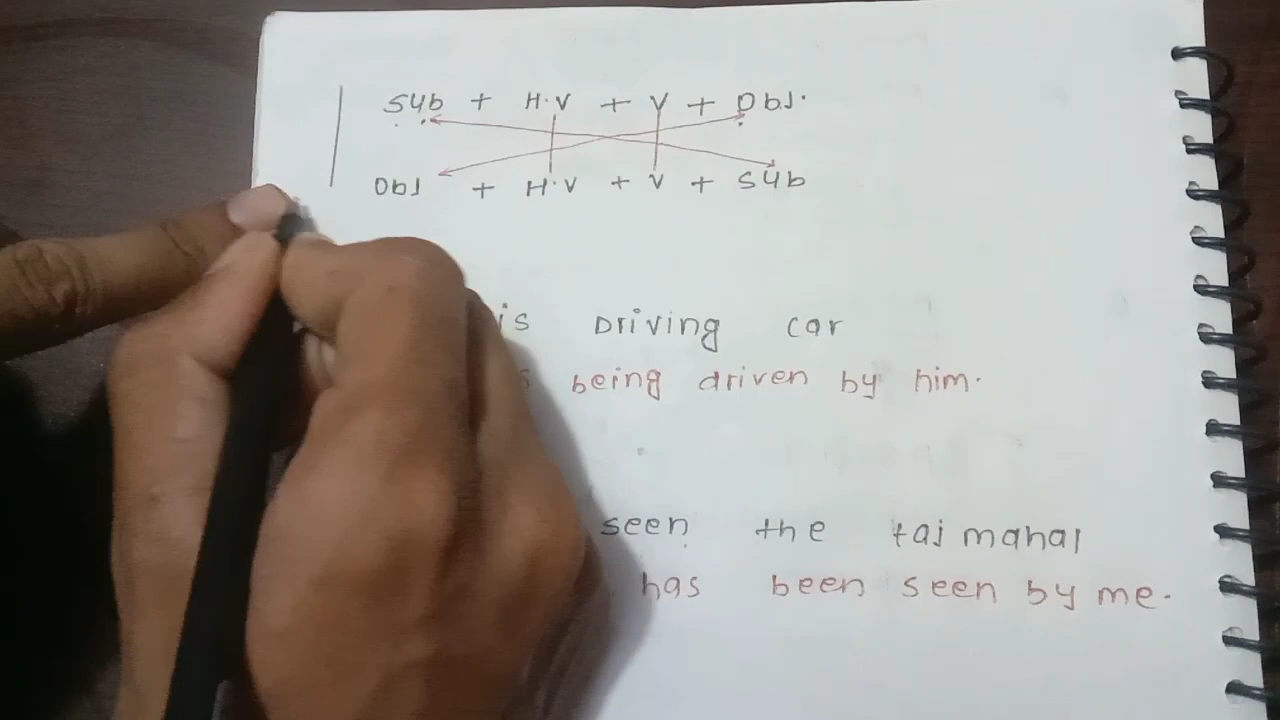 Sub + H.V + V + Obj.
Obj + H.V + V + Sub
is Driving car
being driven by him.
seen the taj mahal
has been seen by me.